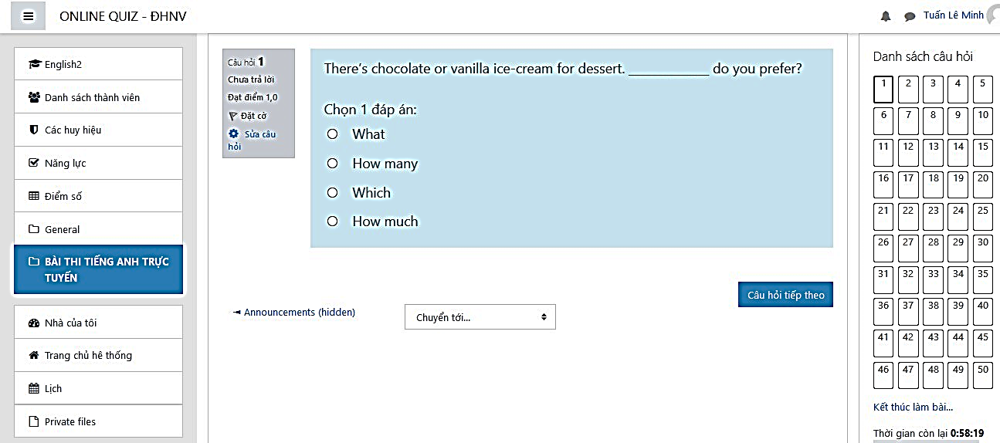 ONLINE QUIZ - ĐHNV
Tuấn Lê Minh
English2
Danh sách thành viên
Các huy hiệu
Năng lực
Điểm số
General
BÀI THI TIẾNG ANH TRỰC
TUYẾN
Nhà của tôi
Trang chủ hê thống
Lịch
Private files
Câu hỏi 1
Chưa trả lời
Đạt điểm 1,0
Đặt cờ
Sửa câu
hỏi
There's chocolate or vanilla ice-cream for dessert. ____________ do you prefer?
Chọn 1 đáp án:
What
How many
Which
How much
Câu hỏi tiếp theo
◄ Announcements (hidden)
Chuyển tới...
Danh sách câu hỏi
1 2 3 4 5
6 7 8 9 10
11 12 13 14 15
16 17 18 19 20
21 22 23 24 25
26 27 28 29 30
31 32 33 34 35
36 37 38 39 40
41 42 43 44 45
46 47 48 49 50
Kết thúc làm bài...
Thời gian còn lại 0:58:19